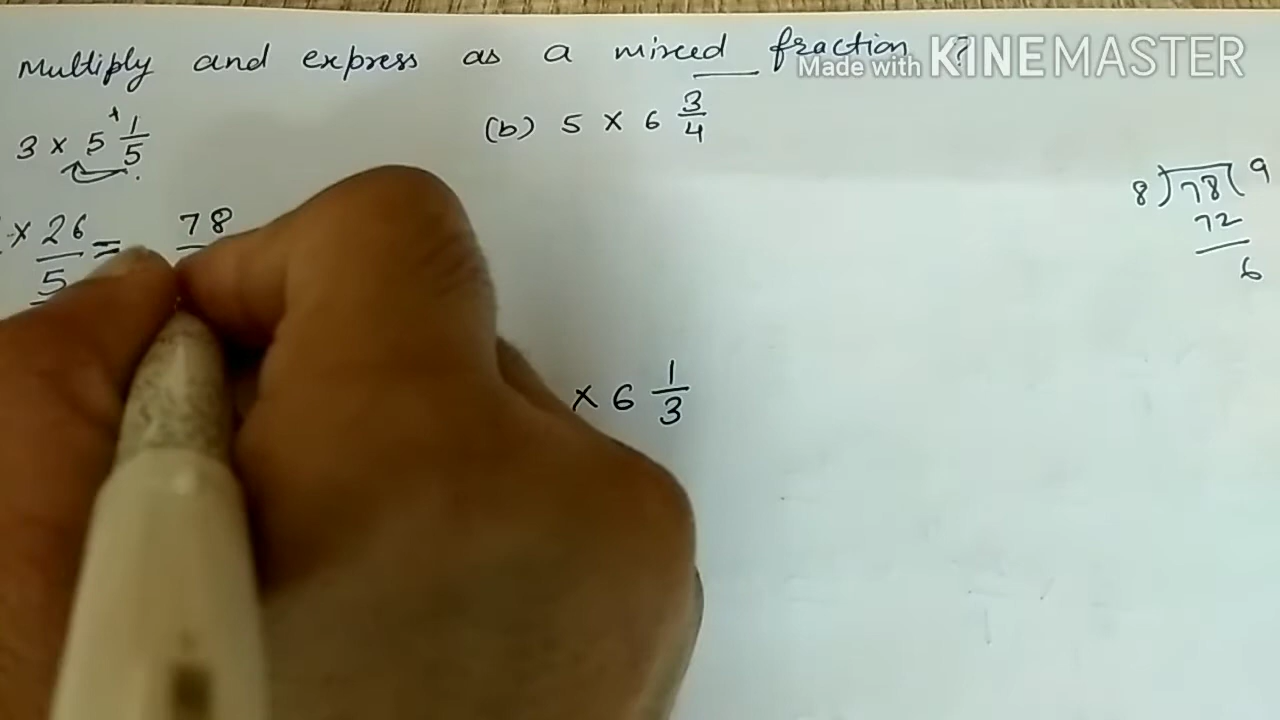 Multiply and express as a mixed fraction ?
Made with KINEMASTER
3 × 5 1/5
(b) 5 × 6 3/4
× 26/5 = 78
8 ) 78 ( 9
72
6
× 6 1/3